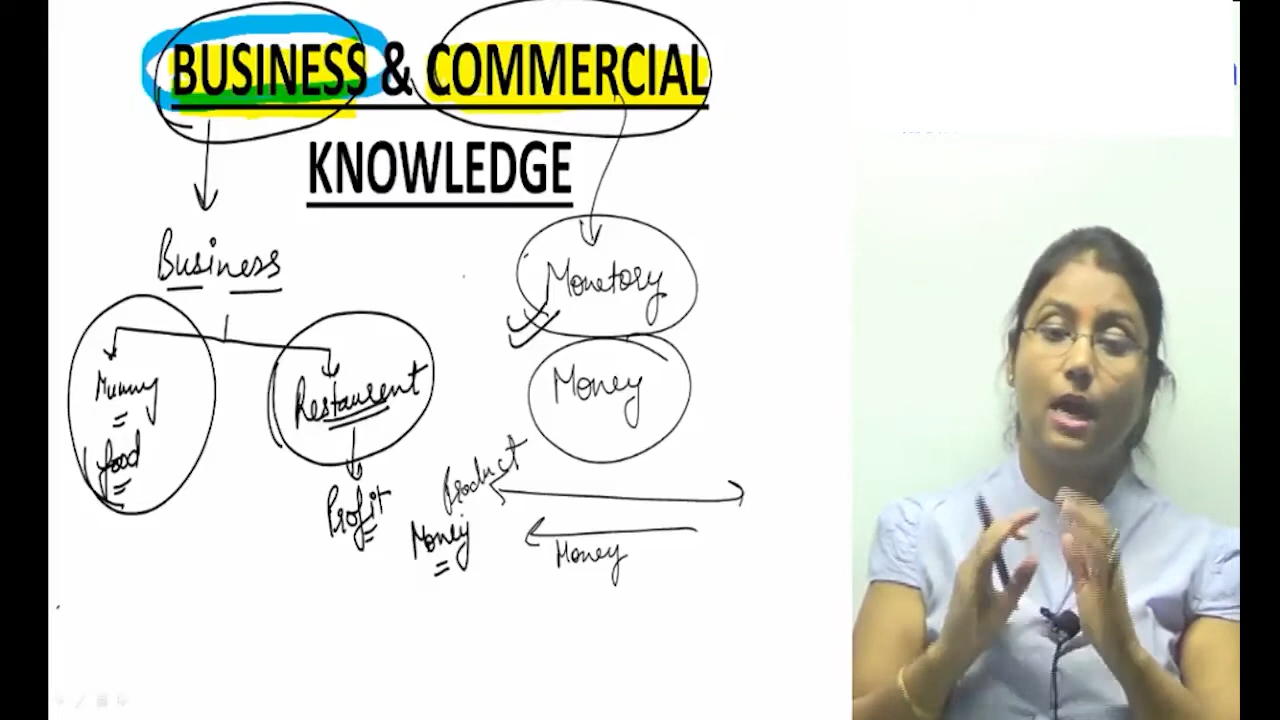 BUSINESS & COMMERCIAL
KNOWLEDGE
Business
Monetory
Mummy
food
Restaurent
Profit
Money
Product
Money
Money